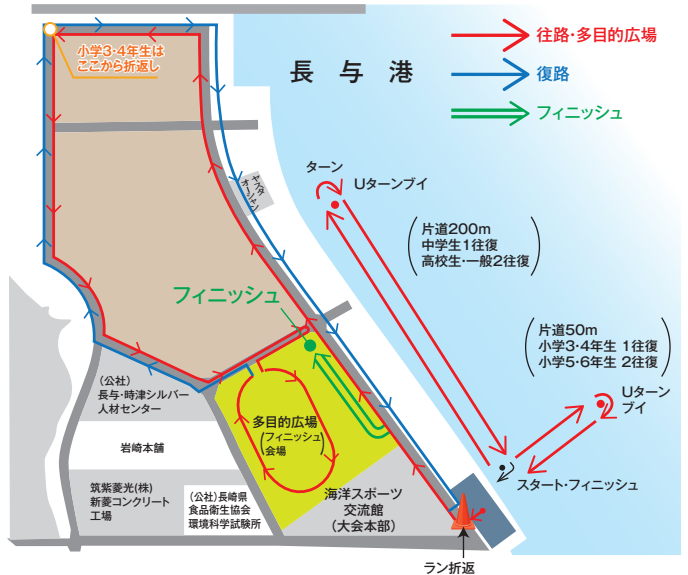 小学3・4年生は
ここから折返し
長与港
往路・多目的広場
復路
フィニッシュ
ヤスダ
オーシャン
ターン
Uターンブイ
片道200m
中学生1往復
高校生・一般2往復
フィニッシュ
片道50m
小学3・4年生 1往復
小学5・6年生 2往復
Uターン
ブイ
スタート・フィニッシュ
(公社)
長与・時津シルバー
人材センター
岩崎本舗
筑紫菱光(株)
新菱コンクリート
工場
(公社)長崎県
食品衛生協会
環境科学試験所
多目的広場
(フィニッシュ)
会場
海洋スポーツ
交流館
(大会本部)
ラン折返